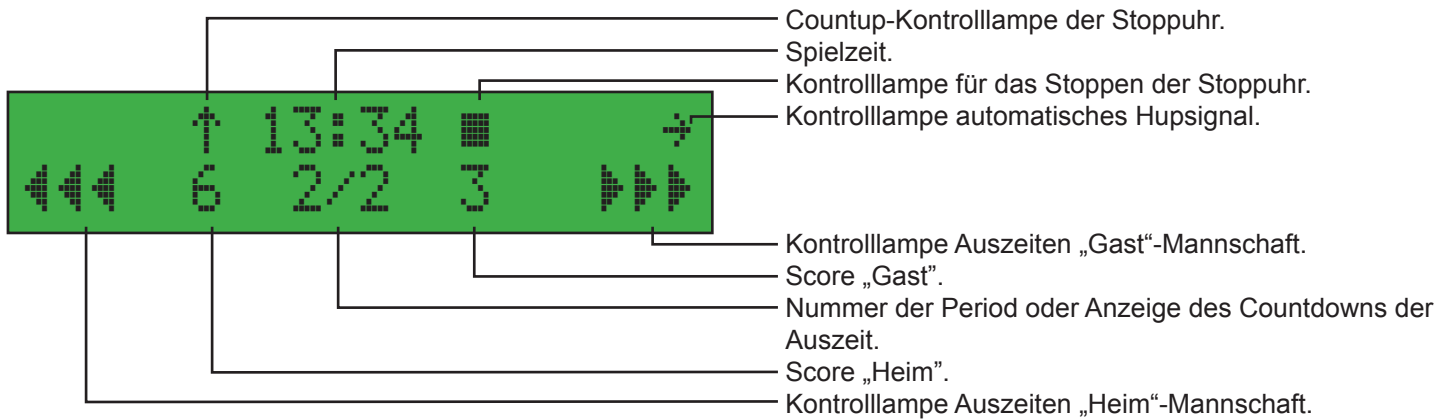 Countup-Kontrolllampe der Stoppuhr.
Spielzeit.
Kontrolllampe für das Stoppen der Stoppuhr.
Kontrolllampe automatisches Hupsignal.
↑ 13:34 ■ →
◀◀◀ 6 2/2 3 ▶▶▶
Kontrolllampe Auszeiten „Gast“-Mannschaft.
Score „Gast”.
Nummer der Period oder Anzeige des Countdowns der
Auszeit.
Score „Heim”.
Kontrolllampe Auszeiten „Heim“-Mannschaft.